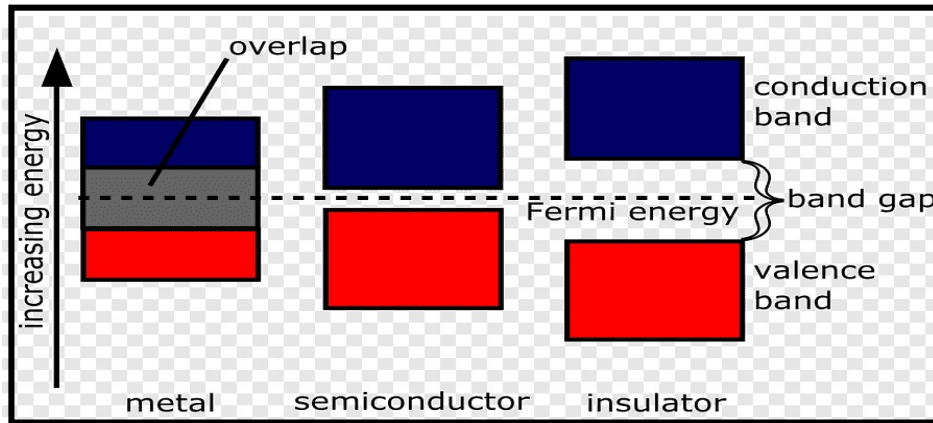 overlap
conduction
band
increasing energy
Fermi energy
band gap
valence
band
metal
semiconductor
insulator